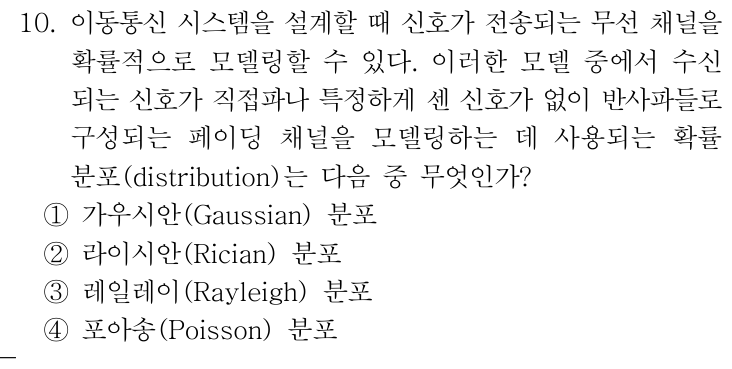 10. 이동통신 시스템을 설계할 때 신호가 전송되는 무선 채널을
확률적으로 모델링할 수 있다. 이러한 모델 중에서 수신
되는 신호가 직접파나 특정하게 센 신호가 없이 반사파들로
구성되는 페이딩 채널을 모델링하는 데 사용되는 확률
분포(distribution)는 다음 중 무엇인가?
① 가우시안(Gaussian) 분포
② 라이시안(Rician) 분포
③ 레일레이(Rayleigh) 분포
④ 포아송(Poisson) 분포